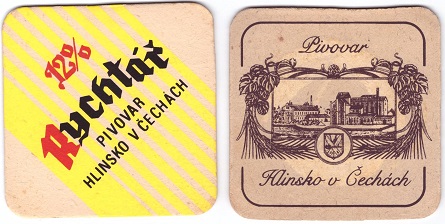 12%
Rychtář
PIVOVAR
HLINSKO V ČECHÁCH
Pivovar
Hlinsko v Čechách